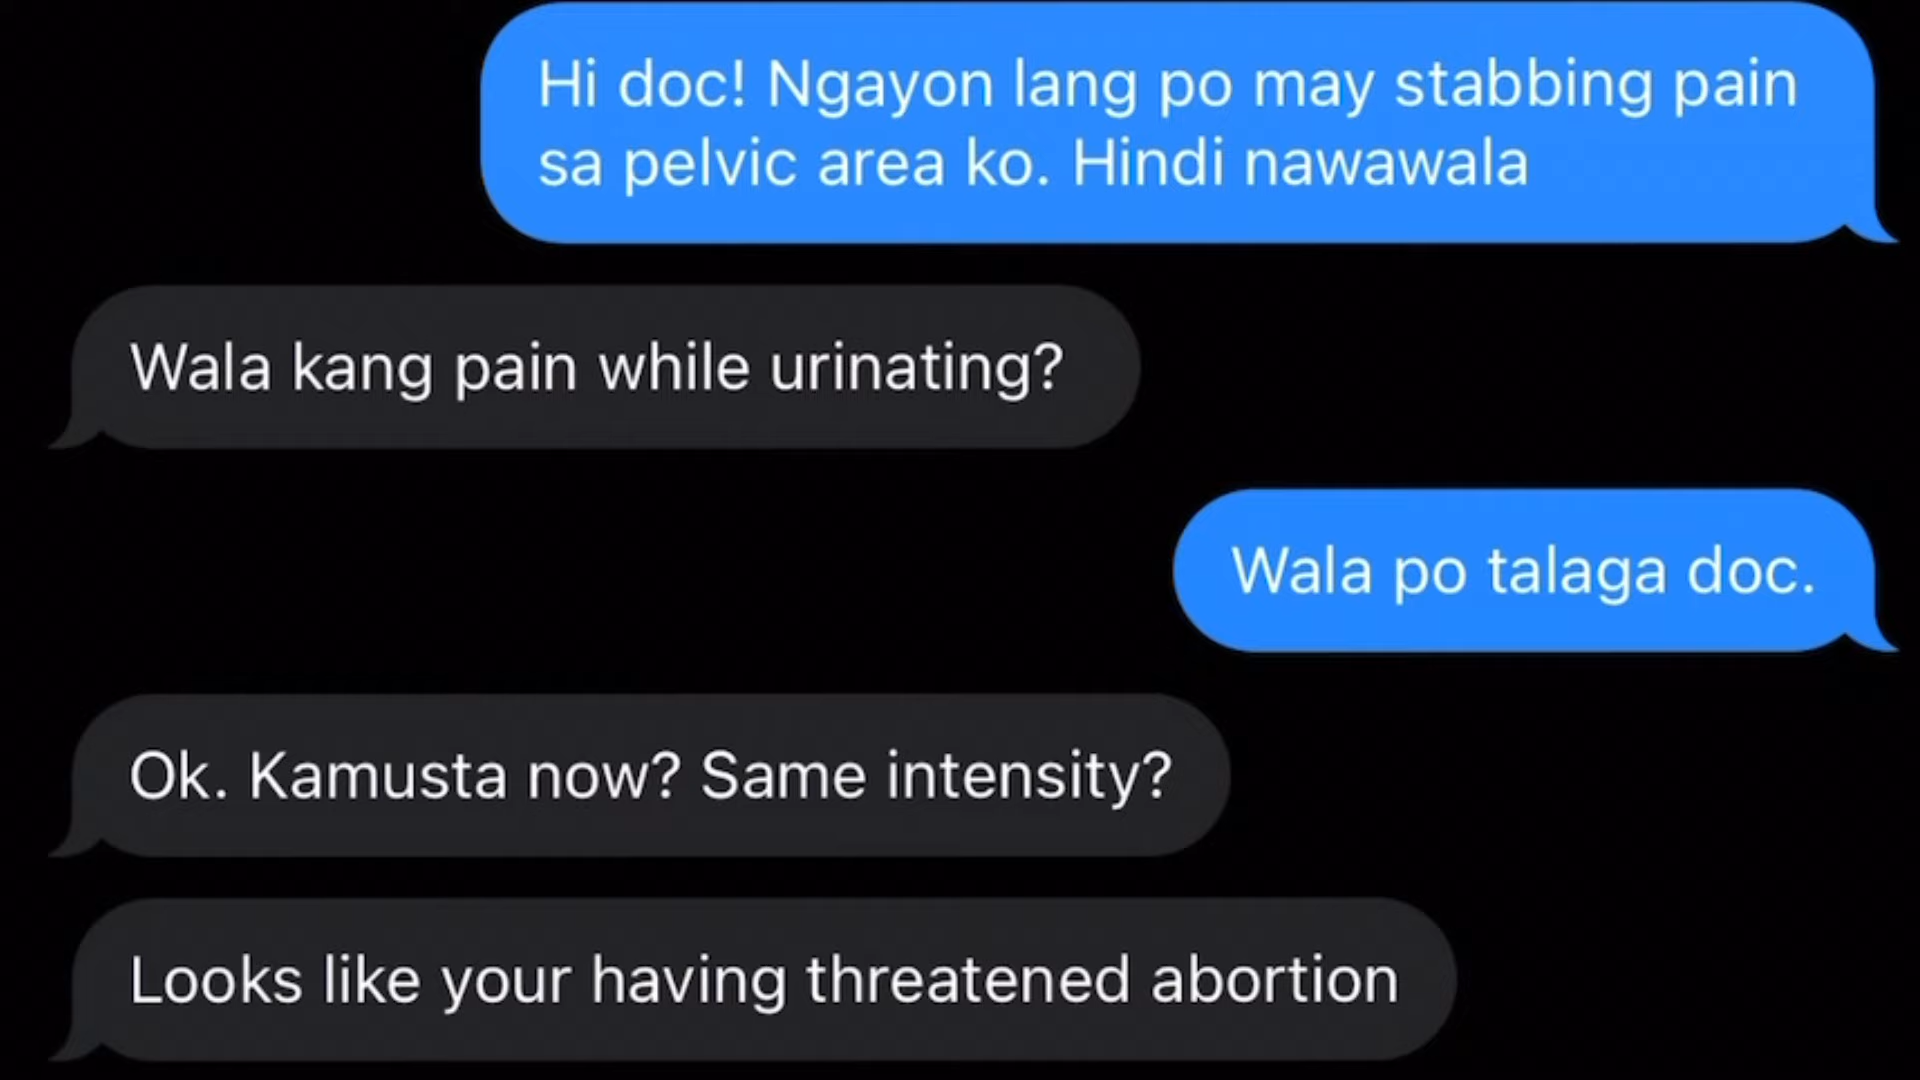 Hi doc! Ngayon lang po may stabbing pain
sa pelvic area ko. Hindi nawawala
Wala kang pain while urinating?
Wala po talaga doc.
Ok. Kamusta now? Same intensity?
Looks like your having threatened abortion